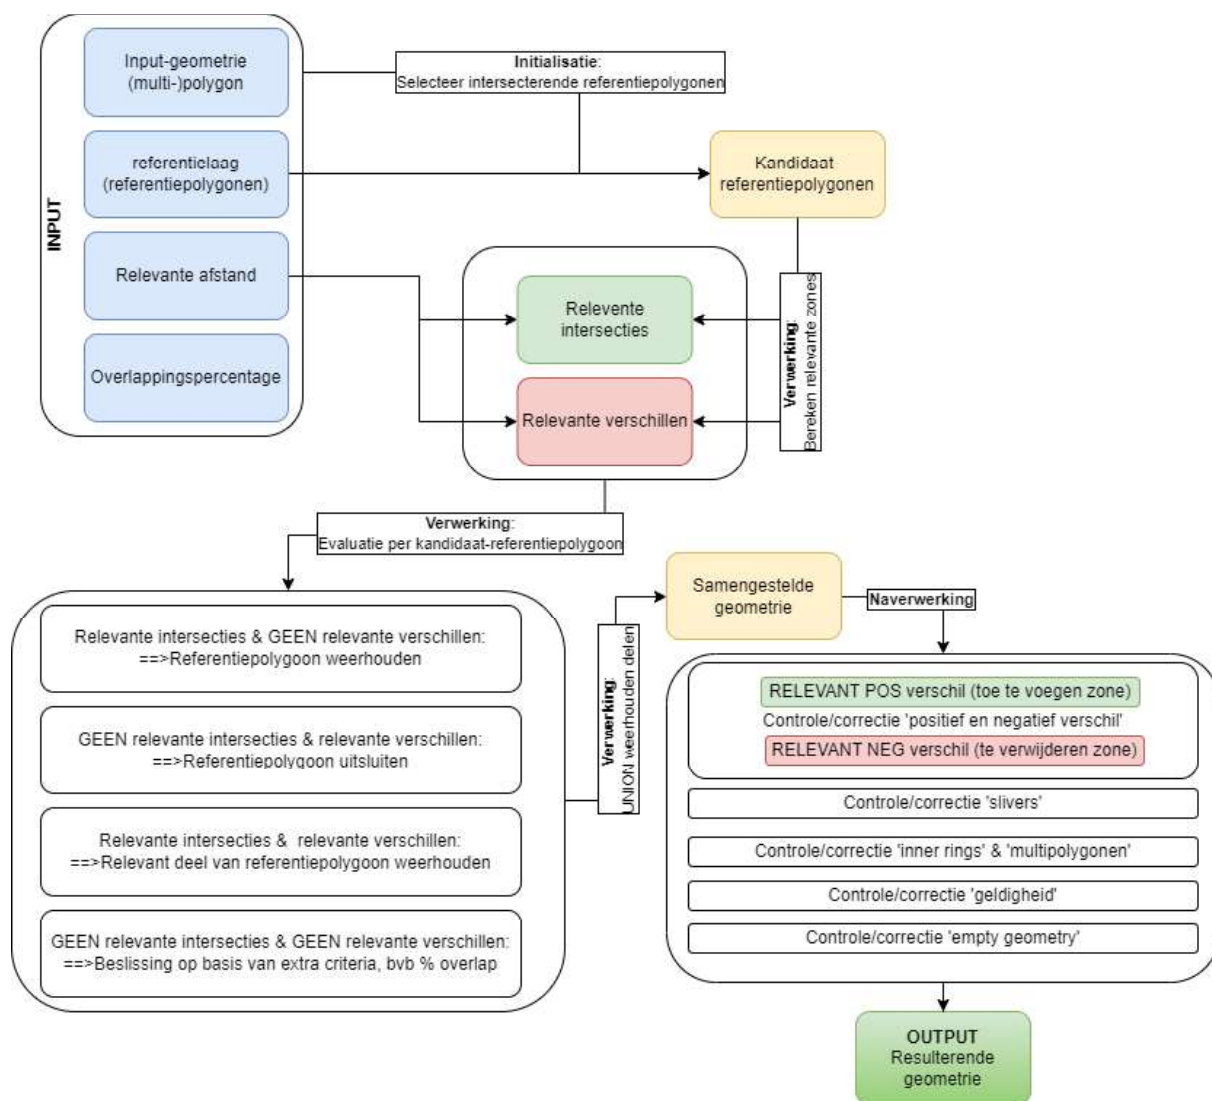 INPUT
Input-geometrie
(multi-)polygon
referentielaag
(referentiepolygonen)
Relevante afstand
Overlappingspercentage
Initialisatie:
Selecteer intersecterende referentiepolygonen
Kandidaat
referentiepolygonen
Verwerking:
Bereken relevante zones
Relevente
intersecties
Relevante verschillen
Verwerking:
Evaluatie per kandidaat-referentiepolygoon
Relevante intersecties & GEEN relevante verschillen:
==>Referentiepolygoon weerhouden
GEEN relevante intersecties & relevante verschillen:
==>Referentiepolygoon uitsluiten
Relevante intersecties & relevante verschillen:
==>Relevant deel van referentiepolygoon weerhouden
GEEN relevante intersecties & GEEN relevante verschillen:
==>Beslissing op basis van extra criteria, bvb % overlap
Verwerking:
UNION weerhouden delen
Samengestelde
geometrie
Naverwerking
RELEVANT POS verschil (toe te voegen zone)
Controle/correctie 'positief en negatief verschil'
RELEVANT NEG verschil (te verwijderen zone)
Controle/correctie 'slivers'
Controle/correctie 'inner rings' & 'multipolygonen'
Controle/correctie 'geldigheid'
Controle/correctie 'empty geometry'
OUTPUT
Resulterende
geometrie